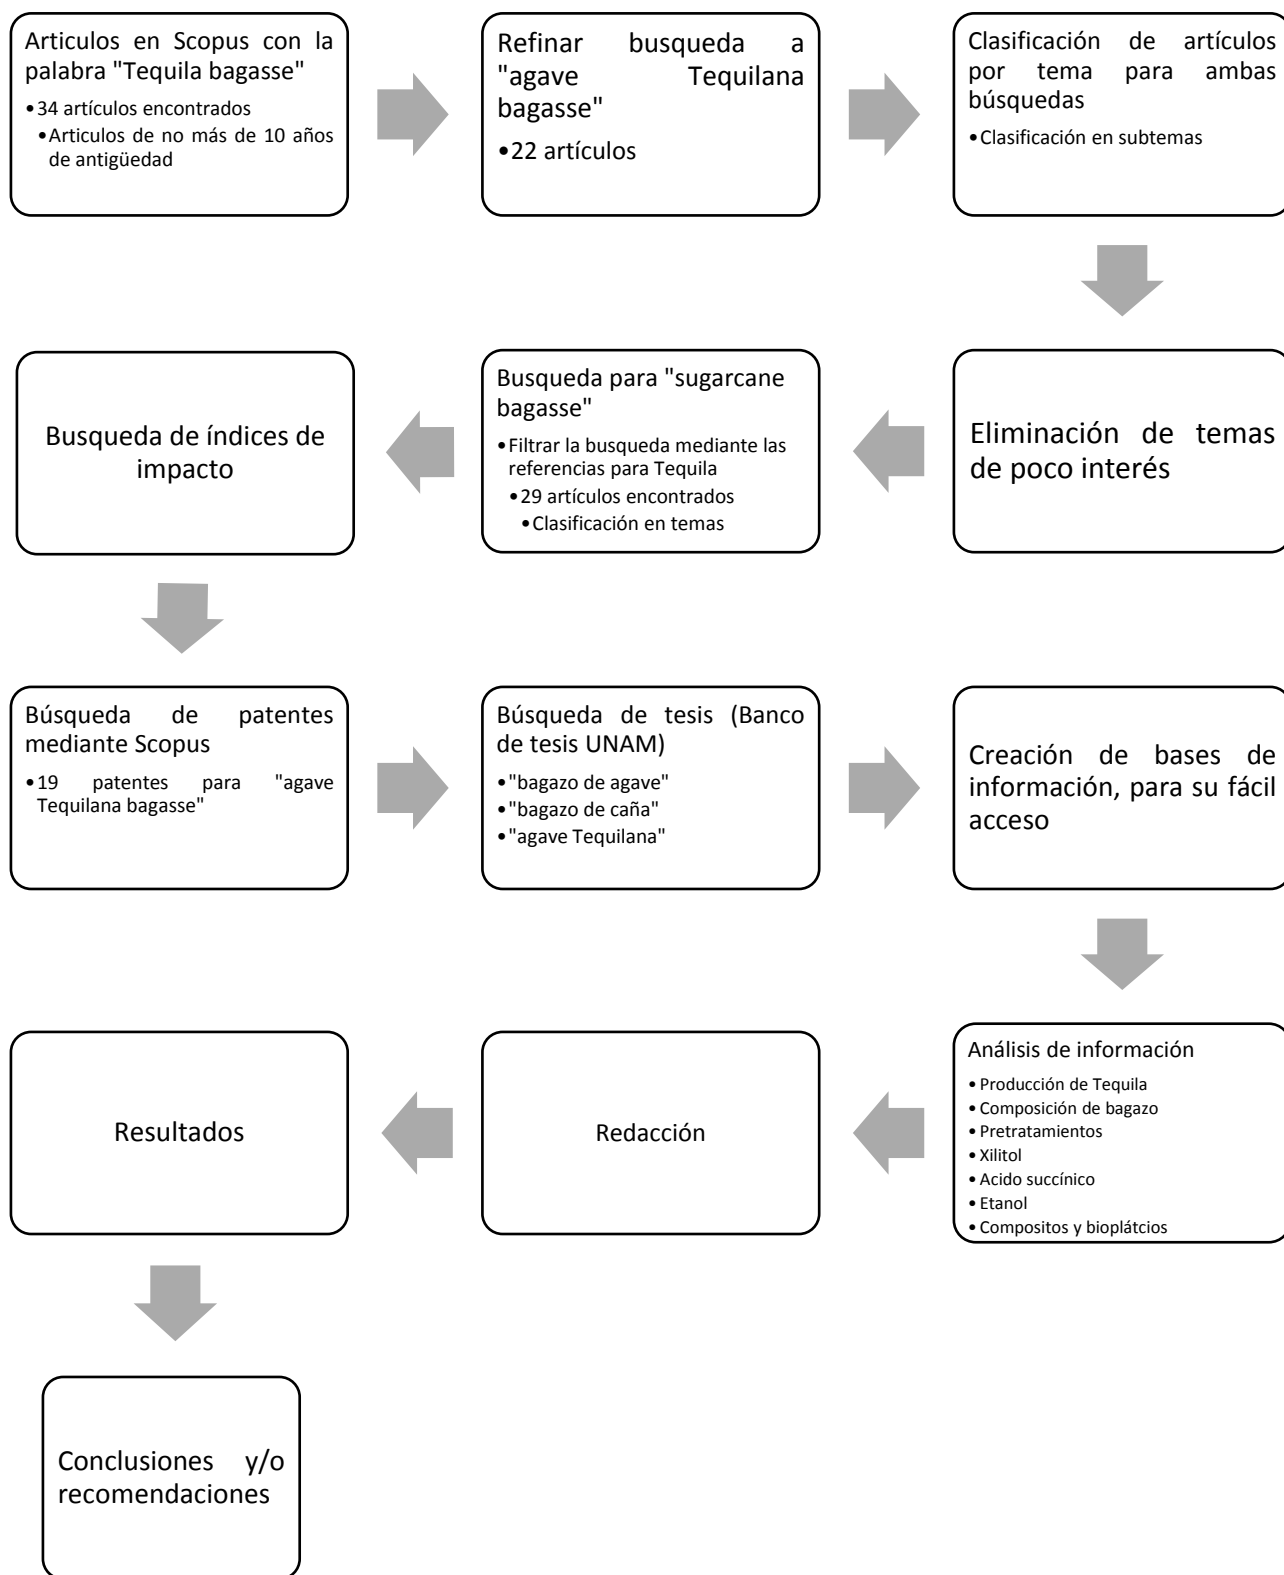 Articulos en Scopus con la
palabra "Tequila bagasse"
•34 artículos encontrados
•Articulos de no más de 10 años
de antigüedad
Refinar busqueda a
"agave Tequilana
bagasse"
•22 artículos
Clasificación de artículos
por tema para ambas
búsquedas
•Clasificación en subtemas
Eliminación de temas
de poco interés
Busqueda para "sugarcane
bagasse"
•Filtrar la busqueda mediante las
referencias para Tequila
•29 artículos encontrados
•Clasificación en temas
Busqueda de índices de
impacto
Búsqueda de patentes
mediante Scopus
•19 patentes para "agave
Tequilana bagasse"
Búsqueda de tesis (Banco
de tesis UNAM)
•"bagazo de agave"
•"bagazo de caña"
•"agave Tequilana"
Creación de bases de
información, para su fácil
acceso
Análisis de información
•Producción de Tequila
•Composición de bagazo
•Pretratamientos
•Xilitol
•Acido succínico
•Etanol
•Compositos y bioplátcios
Redacción
Resultados
Conclusiones y/o
recomendaciones